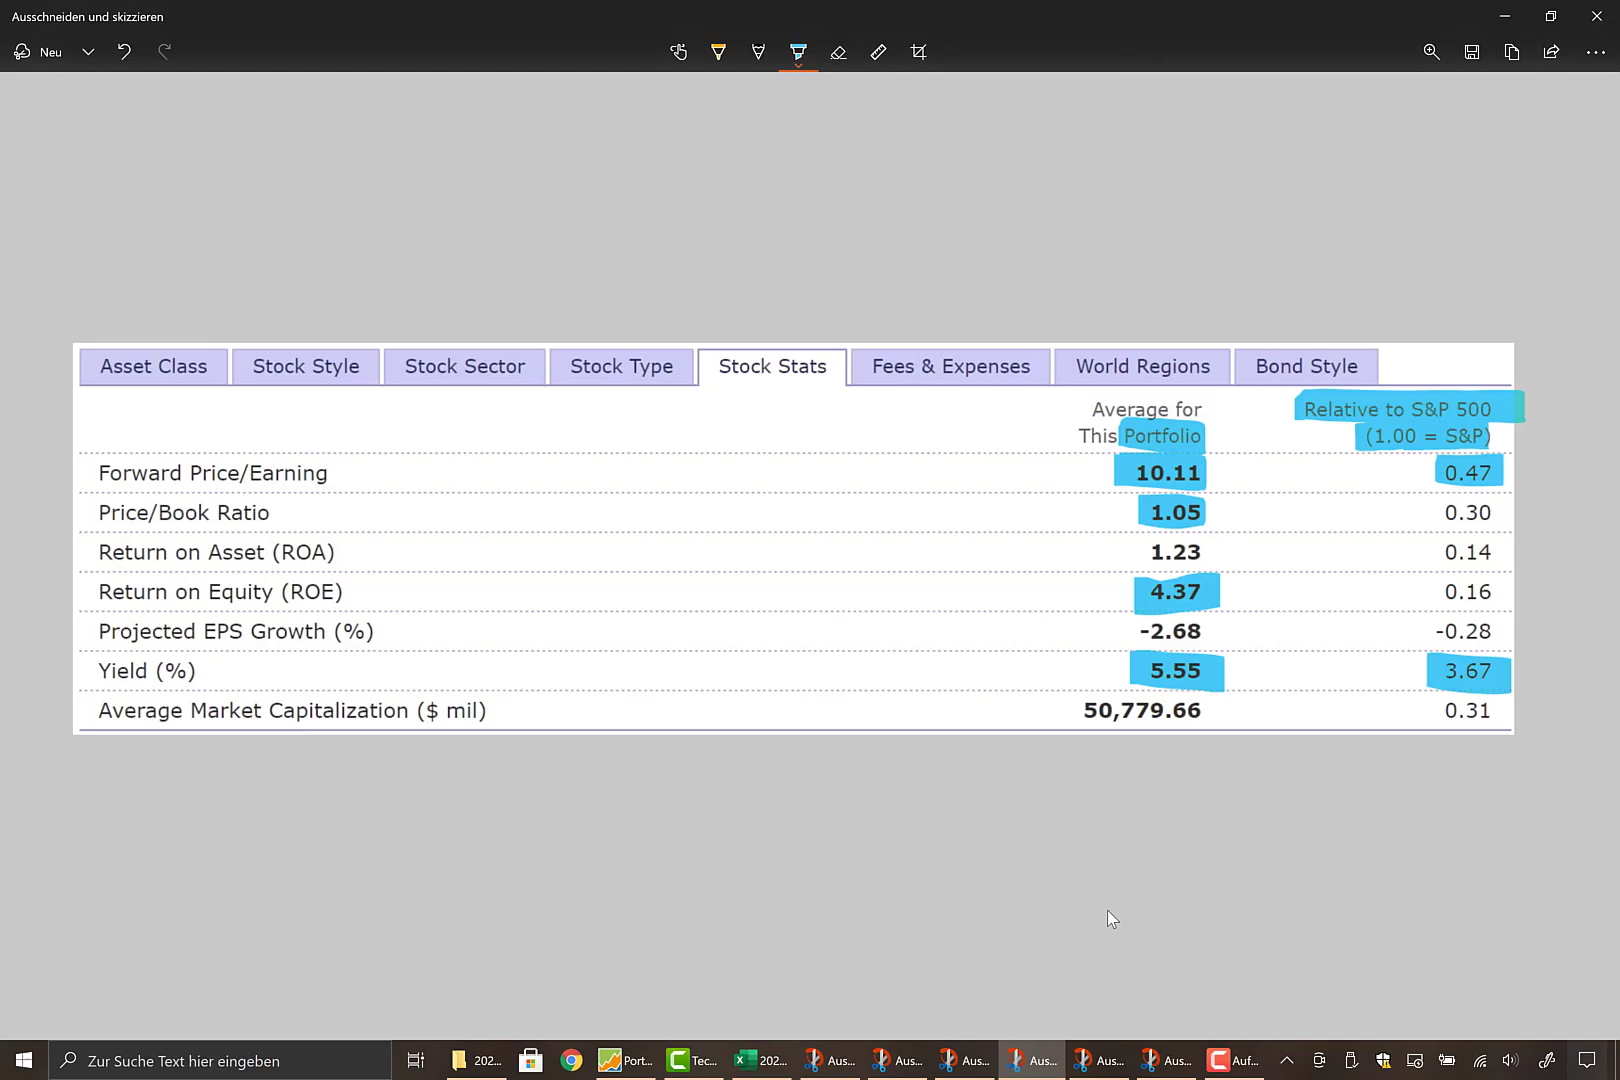 Ausschneiden und skizzieren
Neu
Asset Class Stock Style Stock Sector Stock Type Stock Stats Fees & Expenses World Regions Bond Style
Average for Relative to S&P 500
This Portfolio (1.00 = S&P)
Forward Price/Earning 10.11 0.47
Price/Book Ratio 1.05 0.30
Return on Asset (ROA) 1.23 0.14
Return on Equity (ROE) 4.37 0.16
Projected EPS Growth (%) -2.68 -0.28
Yield (%) 5.55 3.67
Average Market Capitalization ($ mil) 50,779.66 0.31
Zur Suche Text hier eingeben 202... Port... Tec... 202... Aus... Aus... Aus... Aus... Aus... Aus... Auf...